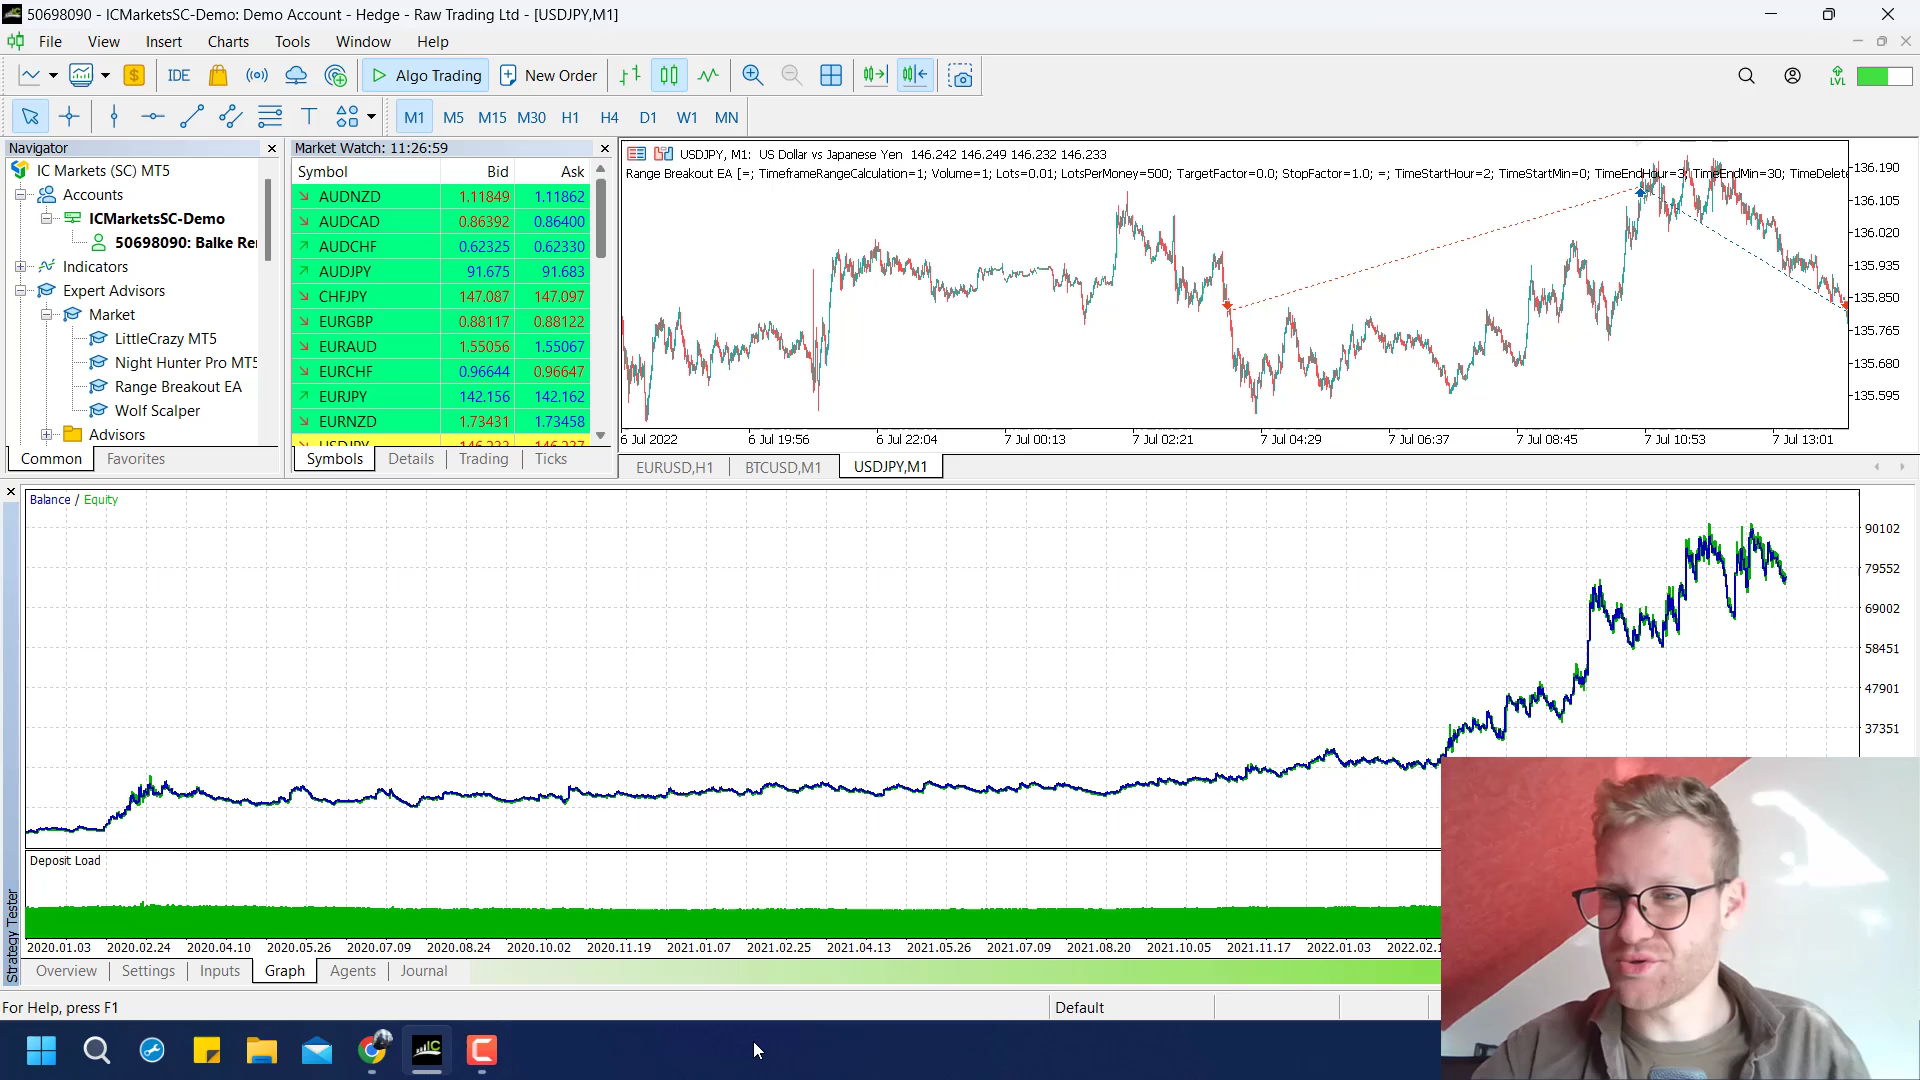 50698090 - ICMarketsSC-Demo: Demo Account - Hedge - Raw Trading Ltd - [USDJPY,M1]
File View Insert Charts Tools Window Help
IDE Algo Trading New Order LVL
T M1 M5 M15 M30 H1 H4 D1 W1 MN
Navigator
IC Markets (SC) MT5
Accounts
ICMarketsSC-Demo
50698090: Balke Re
Indicators
Expert Advisors
Market
LittleCrazy MT5
Night Hunter Pro MT5
Range Breakout EA
Wolf Scalper
Advisors
Common Favorites
Market Watch: 11:26:59
Symbol Bid Ask
AUDNZD 1.11849 1.11862
AUDCAD 0.86392 0.86400
AUDCHF 0.62325 0.62330
AUDJPY 91.675 91.683
CHFJPY 147.087 147.097
EURGBP 0.88117 0.88122
EURAUD 1.55056 1.55067
EURCHF 0.96644 0.96647
EURJPY 142.156 142.162
EURNZD 1.73431 1.73458
USDJPY 146.233 146.237
Symbols Details Trading Ticks
USDJPY, M1: US Dollar vs Japanese Yen 146.242 146.249 146.232 146.233
Range Breakout EA [=; TimeframeRangeCalculation=1; Volume=1; Lots=0.01; LotsPerMoney=500; TargetFactor=0.0; StopFactor=1.0; =; TimeStartHour=2; TimeStartMin=0; TimeEndHour=3; TimeEndMin=30; TimeDelete
136.190
136.105
136.020
135.935
135.850
135.765
135.680
135.595
6 Jul 2022 6 Jul 19:56 6 Jul 22:04 7 Jul 00:13 7 Jul 02:21 7 Jul 04:29 7 Jul 06:37 7 Jul 08:45 7 Jul 10:53 7 Jul 13:01
EURUSD,H1 BTCUSD,M1 USDJPY,M1
Balance / Equity
90102
79552
69002
58451
47901
37351
Deposit Load
2020.01.03 2020.02.24 2020.04.10 2020.05.26 2020.07.09 2020.08.24 2020.10.02 2020.11.19 2021.01.07 2021.02.25 2021.04.13 2021.05.26 2021.07.09 2021.08.20 2021.10.05 2021.11.17 2022.01.03 2022.02.1
Strategy Tester
Overview Settings Inputs Graph Agents Journal
For Help, press F1 Default
IC